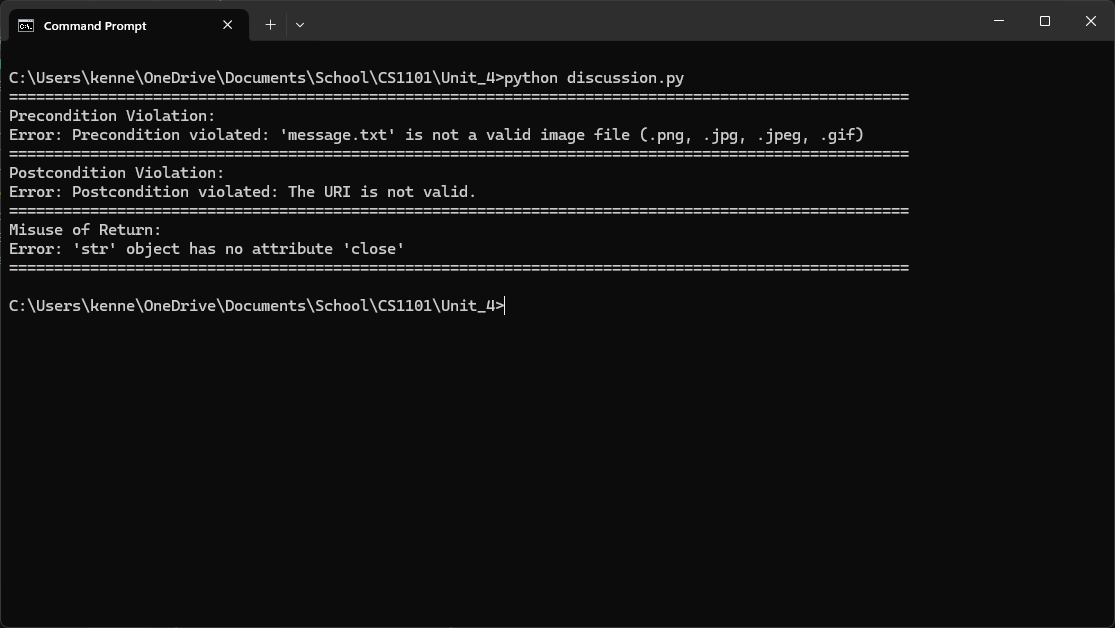 Command Prompt
C:\Users\kenne\OneDrive\Documents\School\CS1101\Unit_4>python discussion.py
====================================================================================================
Precondition Violation:
Error: Precondition violated: 'message.txt' is not a valid image file (.png, .jpg, .jpeg, .gif)
====================================================================================================
Postcondition Violation:
Error: Postcondition violated: The URI is not valid.
====================================================================================================
Misuse of Return:
Error: 'str' object has no attribute 'close'
====================================================================================================
C:\Users\kenne\OneDrive\Documents\School\CS1101\Unit_4>